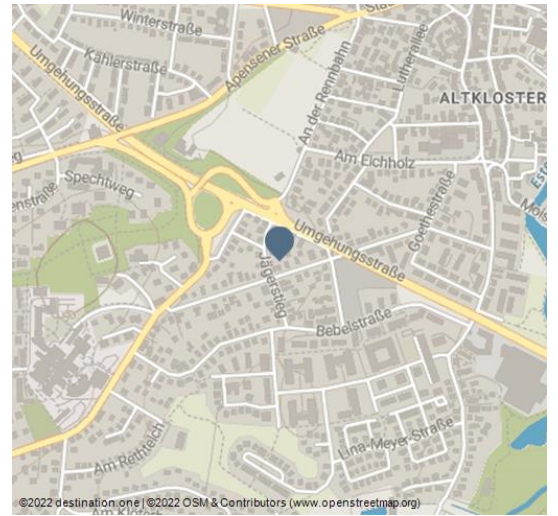 Winterstraße
Kählerstraße
Apensener Straße
Umgehungsstraße
An der Rennbahn
Lutherallee
ALTKLOSTER
Am Eichholz
Spechtweg
Goethestraße
Umgehungsstraße
Jägerstieg
Bebelstraße
Lina-Meyer-Straße
Am Rethteich
©2022 destination.one | ©2022 OSM & Contributors (www.openstreetmap.org)